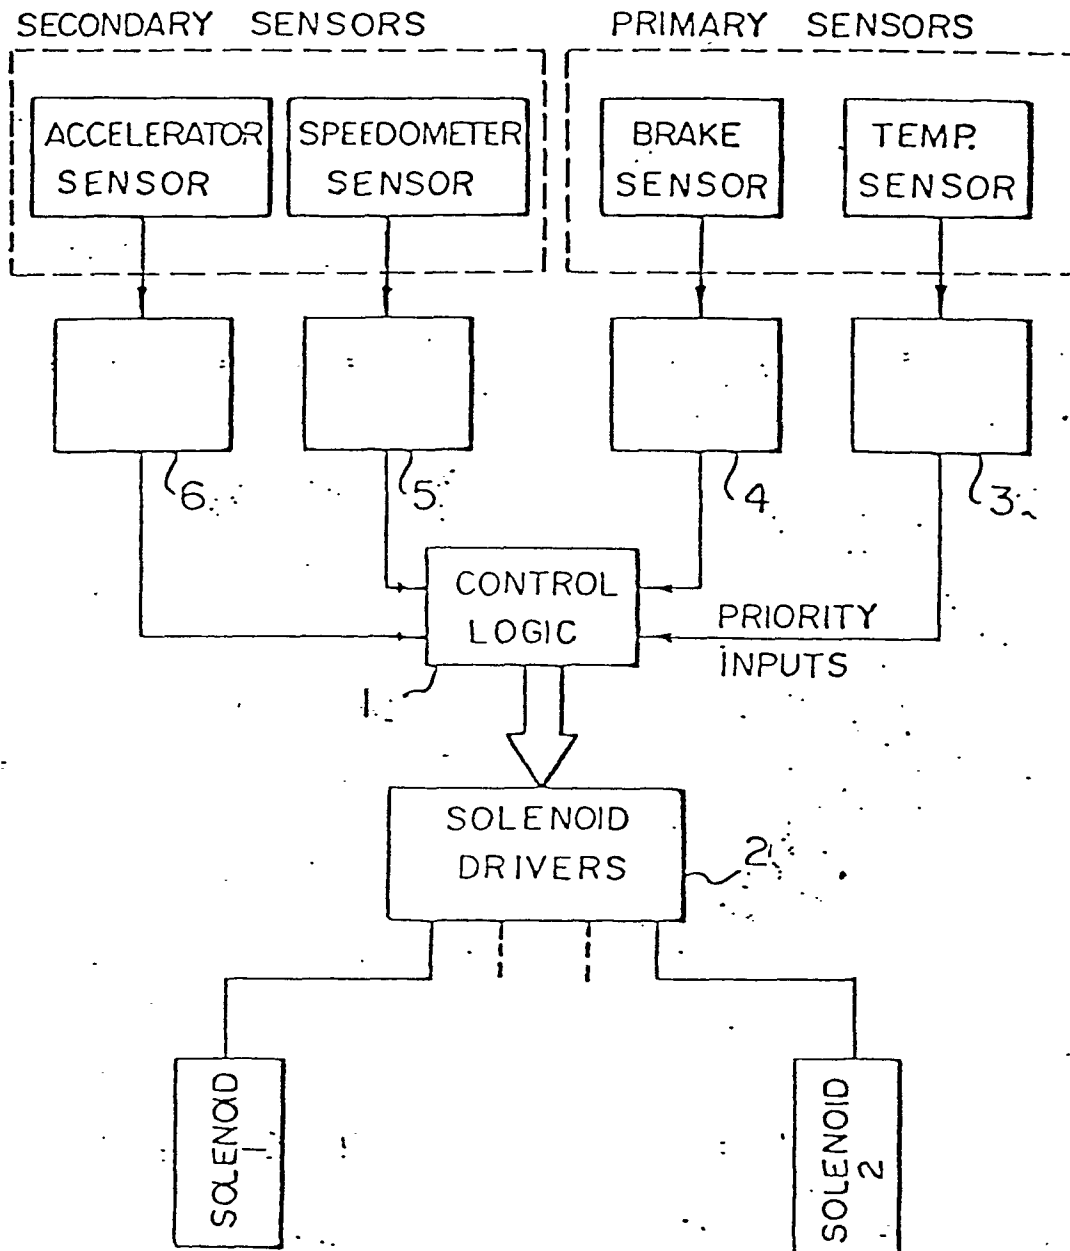 SECONDARY SENSORS
PRIMARY SENSORS
ACCELERATOR
SENSOR
SPEEDOMETER
SENSOR
BRAKE
SENSOR
TEMP.
SENSOR
6
5
4
3
CONTROL
LOGIC
PRIORITY
INPUTS
1
SOLENOID
DRIVERS
2
SOLENOID
1
SOLENOID
2